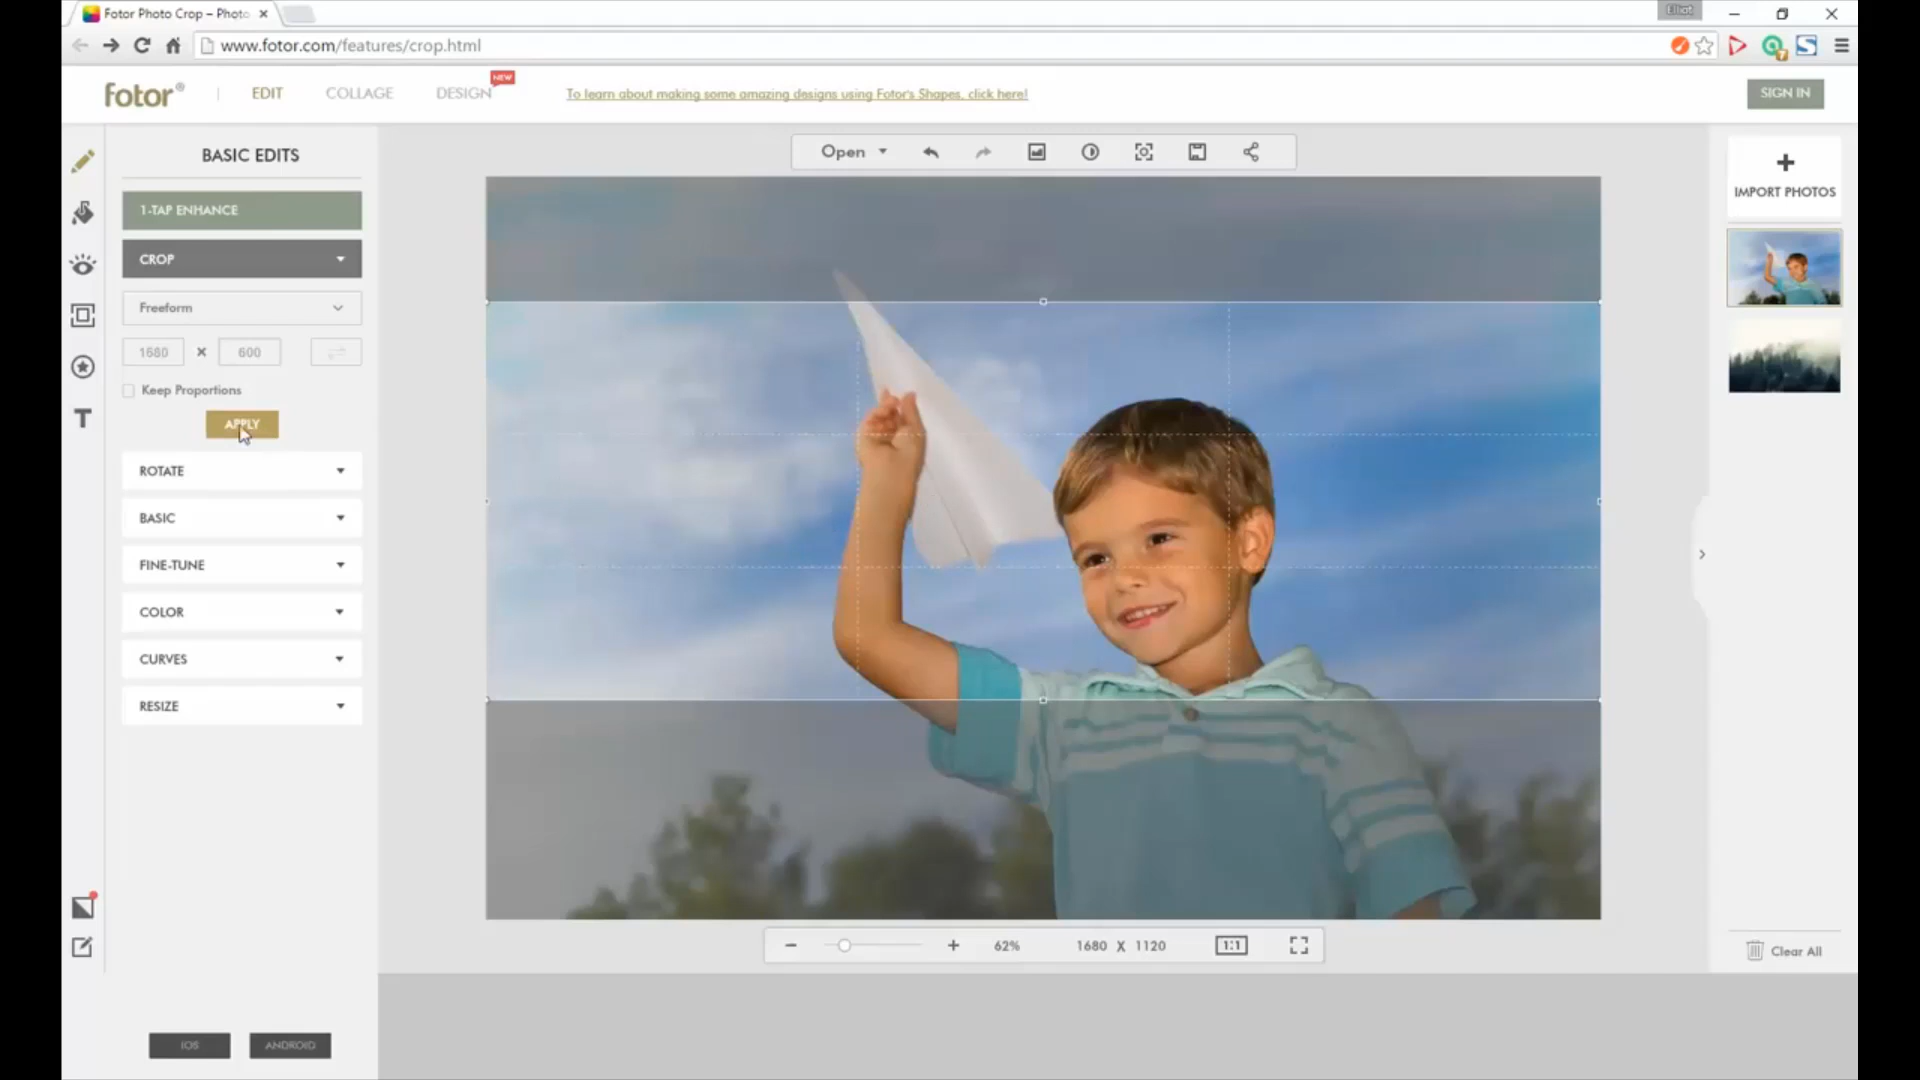 Fotor Photo Crop – Photo
Elliot
www.fotor.com/features/crop.html
fotor®
EDIT
COLLAGE
DESIGN
NEW
To learn about making some amazing designs using Fotor's Shapes, click here!
SIGN IN
BASIC EDITS
Open
IMPORT PHOTOS
1-TAP ENHANCE
CROP
Freeform
1680 × 600
Keep Proportions
APPLY
ROTATE
BASIC
FINE-TUNE
COLOR
CURVES
RESIZE
62%
1680 X 1120
1:1
Clear All
iOS
ANDROID